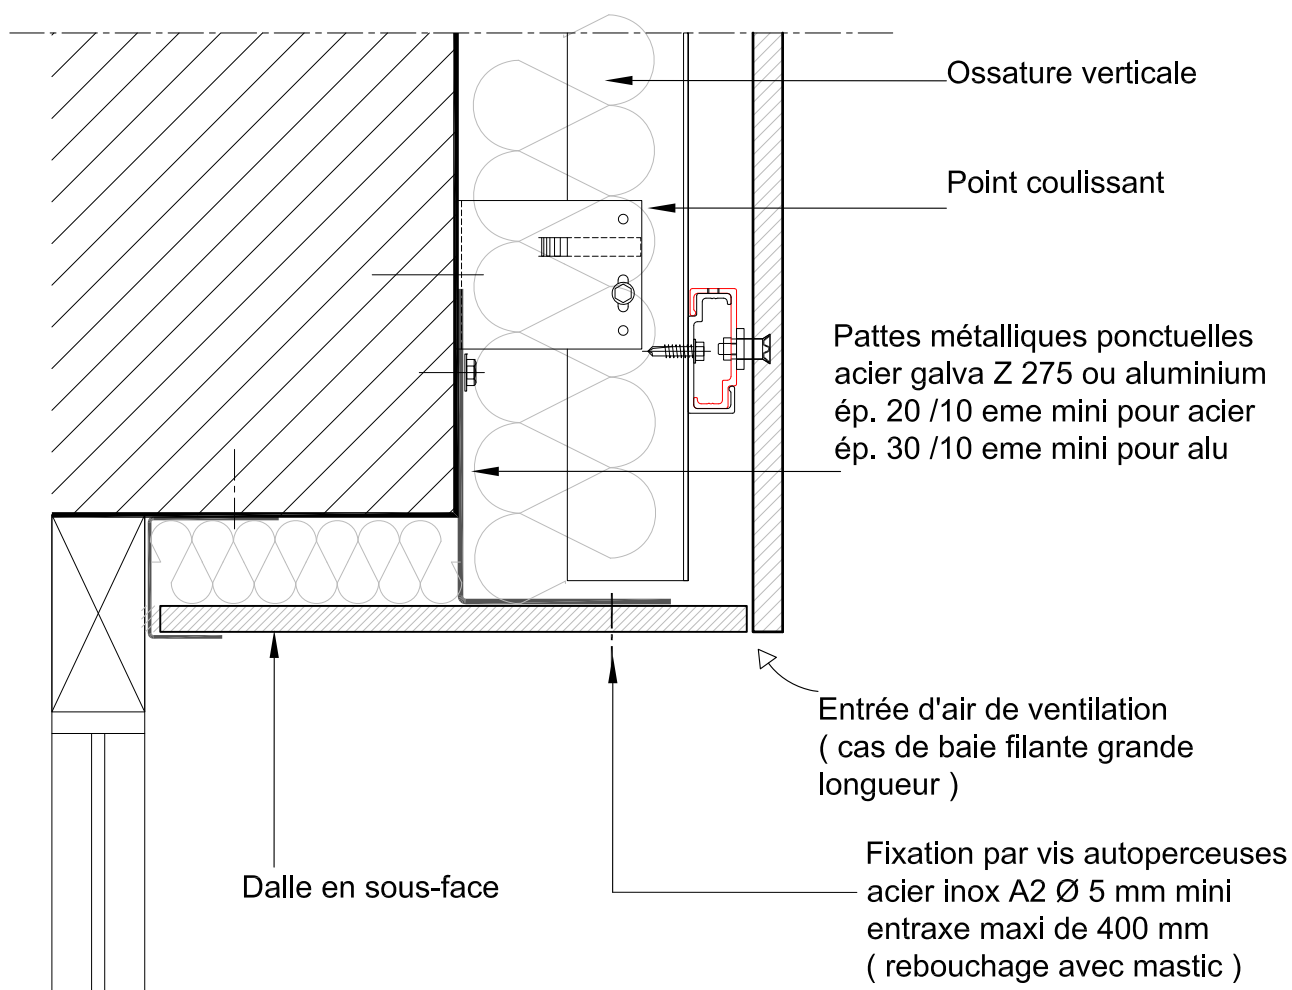 Ossature verticale
Point coulissant
Pattes métalliques ponctuelles
acier galva Z 275 ou aluminium
ép. 20 /10 eme mini pour acier
ép. 30 /10 eme mini pour alu
Entrée d'air de ventilation
( cas de baie filante grande
longueur )
Dalle en sous-face
Fixation par vis autoperceuses
acier inox A2 Ø 5 mm mini
entraxe maxi de 400 mm
( rebouchage avec mastic )